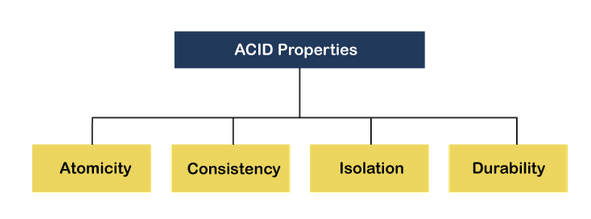 ACID Properties
Atomicity
Consistency
Isolation
Durability